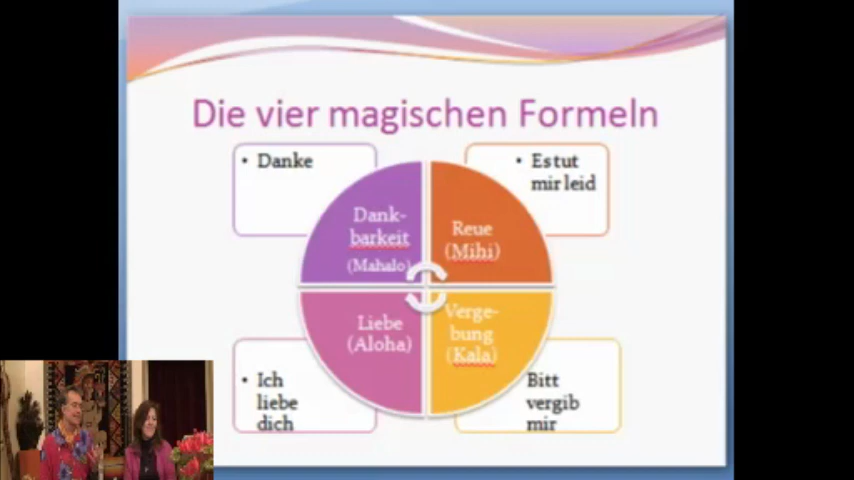 Die vier magischen Formeln
• Danke
• Es tut
mir leid
Dank-
barkeit
(Mahalo)
Reue
(Mihi)
Liebe
(Aloha)
Verge-
bung
(Kala)
• Ich
liebe
dich
Bitt
vergib
mir